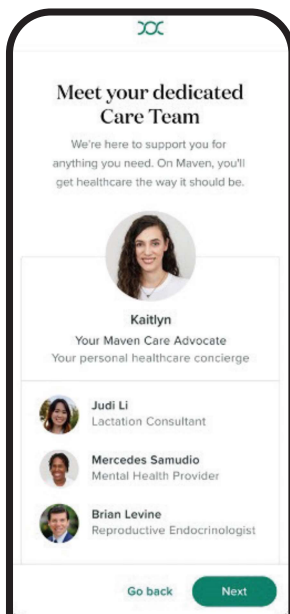 Meet your dedicated
Care Team
We're here to support you for
anything you need. On Maven, you'll
get healthcare the way it should be.
Kaitlyn
Your Maven Care Advocate
Your personal healthcare concierge
Judi Li
Lactation Consultant
Mercedes Samudio
Mental Health Provider
Brian Levine
Reproductive Endocrinologist
Go back
Next